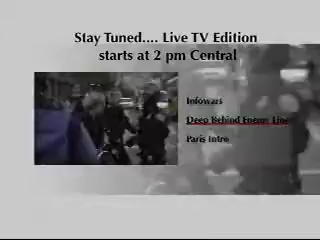 Stay Tuned.... Live TV Edition
starts at 2 pm Central
Infowars
Deep Behind Enemy Line
Paris Intro